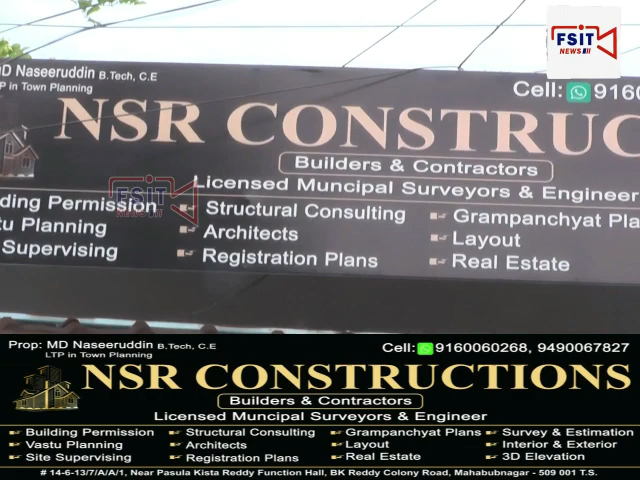 FSIT
NEWS
MD Naseeruddin B.Tech, C.E
LTP in Town Planning
Cell: 9160
NSR CONSTRUC
Builders & Contractors
Licensed Muncipal Surveyors & Engineer
ding Permission
Structural Consulting
Grampanchyat Pla
tu Planning
Architects
Layout
Supervising
Registration Plans
Real Estate
FSIT
NEWS
Prop: MD Naseeruddin B.Tech, C.E
LTP in Town Planning
Cell: 9160060268, 9490067827
NSR CONSTRUCTIONS
Builders & Contractors
Licensed Muncipal Surveyors & Engineer
Building Permission
Structural Consulting
Grampanchyat Plans
Survey & Estimation
Vastu Planning
Architects
Layout
Interior & Exterior
Site Supervising
Registration Plans
Real Estate
3D Elevation
# 14-6-13/7/A/A/1, Near Pasula Kista Reddy Function Hall, BK Reddy Colony Road, Mahabubnagar - 509 001 T.S.